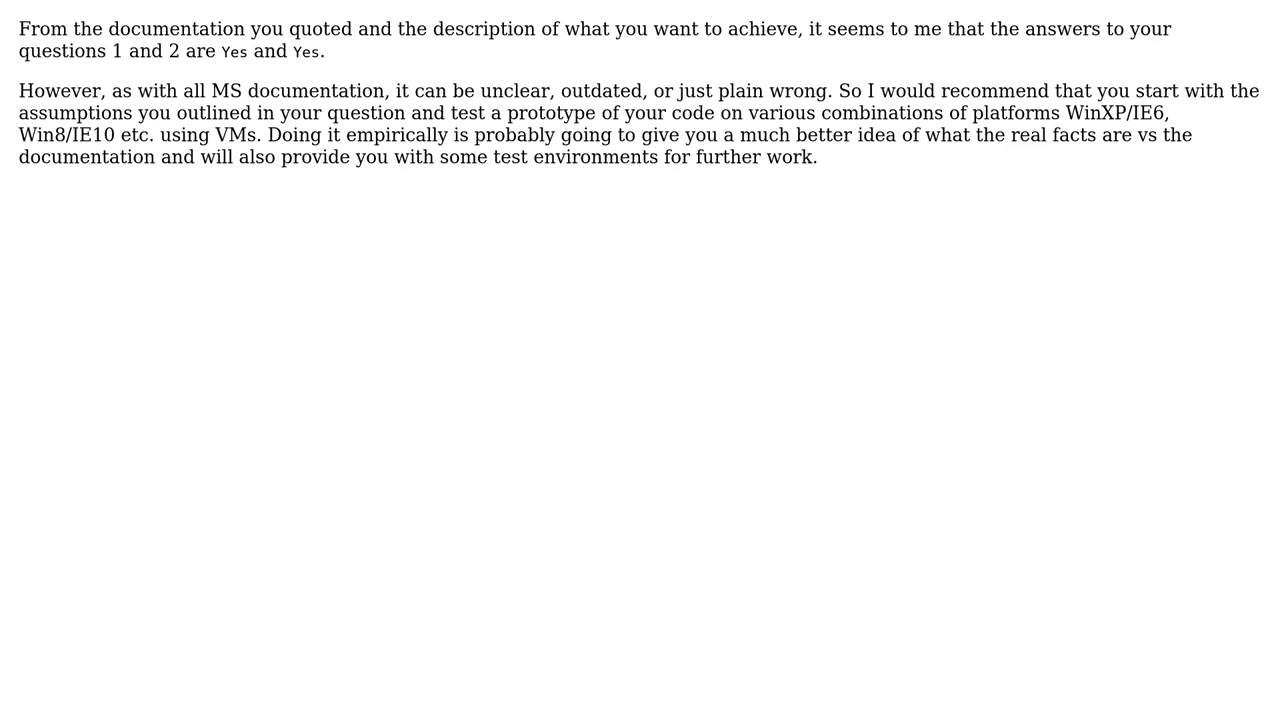 From the documentation you quoted and the description of what you want to achieve, it seems to me that the answers to your
questions 1 and 2 are Yes and Yes.
However, as with all MS documentation, it can be unclear, outdated, or just plain wrong. So I would recommend that you start with the
assumptions you outlined in your question and test a prototype of your code on various combinations of platforms WinXP/IE6,
Win8/IE10 etc. using VMs. Doing it empirically is probably going to give you a much better idea of what the real facts are vs the
documentation and will also provide you with some test environments for further work.